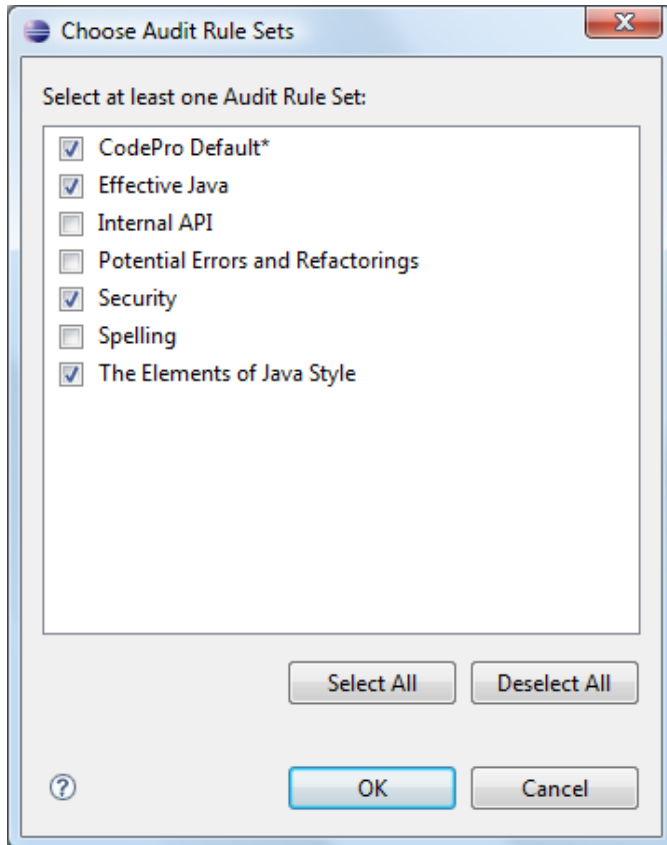 Choose Audit Rule Sets
Select at least one Audit Rule Set:
CodePro Default*
Effective Java
Internal API
Potential Errors and Refactorings
Security
Spelling
The Elements of Java Style
Select All Deselect All
? OK Cancel